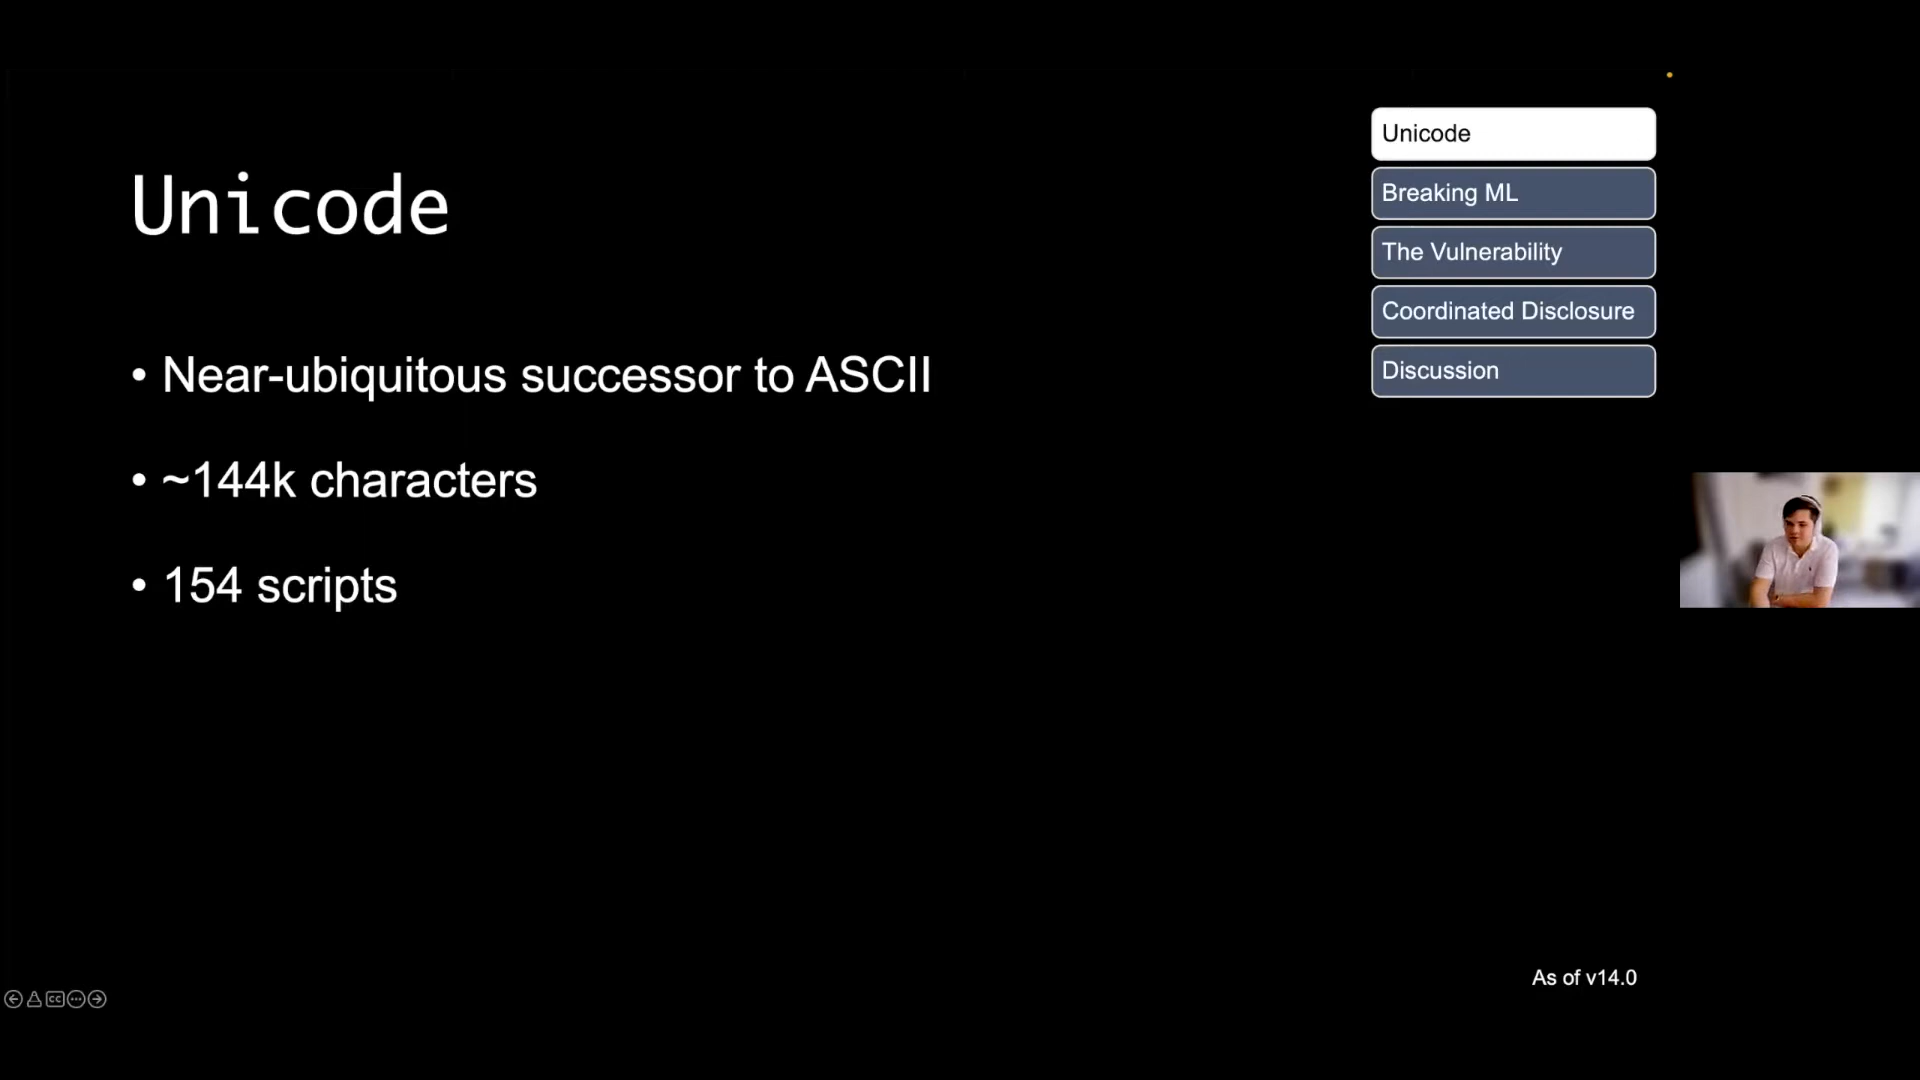 Unicode
• Near-ubiquitous successor to ASCII
• ~144k characters
• 154 scripts
Unicode
Breaking ML
The Vulnerability
Coordinated Disclosure
Discussion
As of v14.0
CC